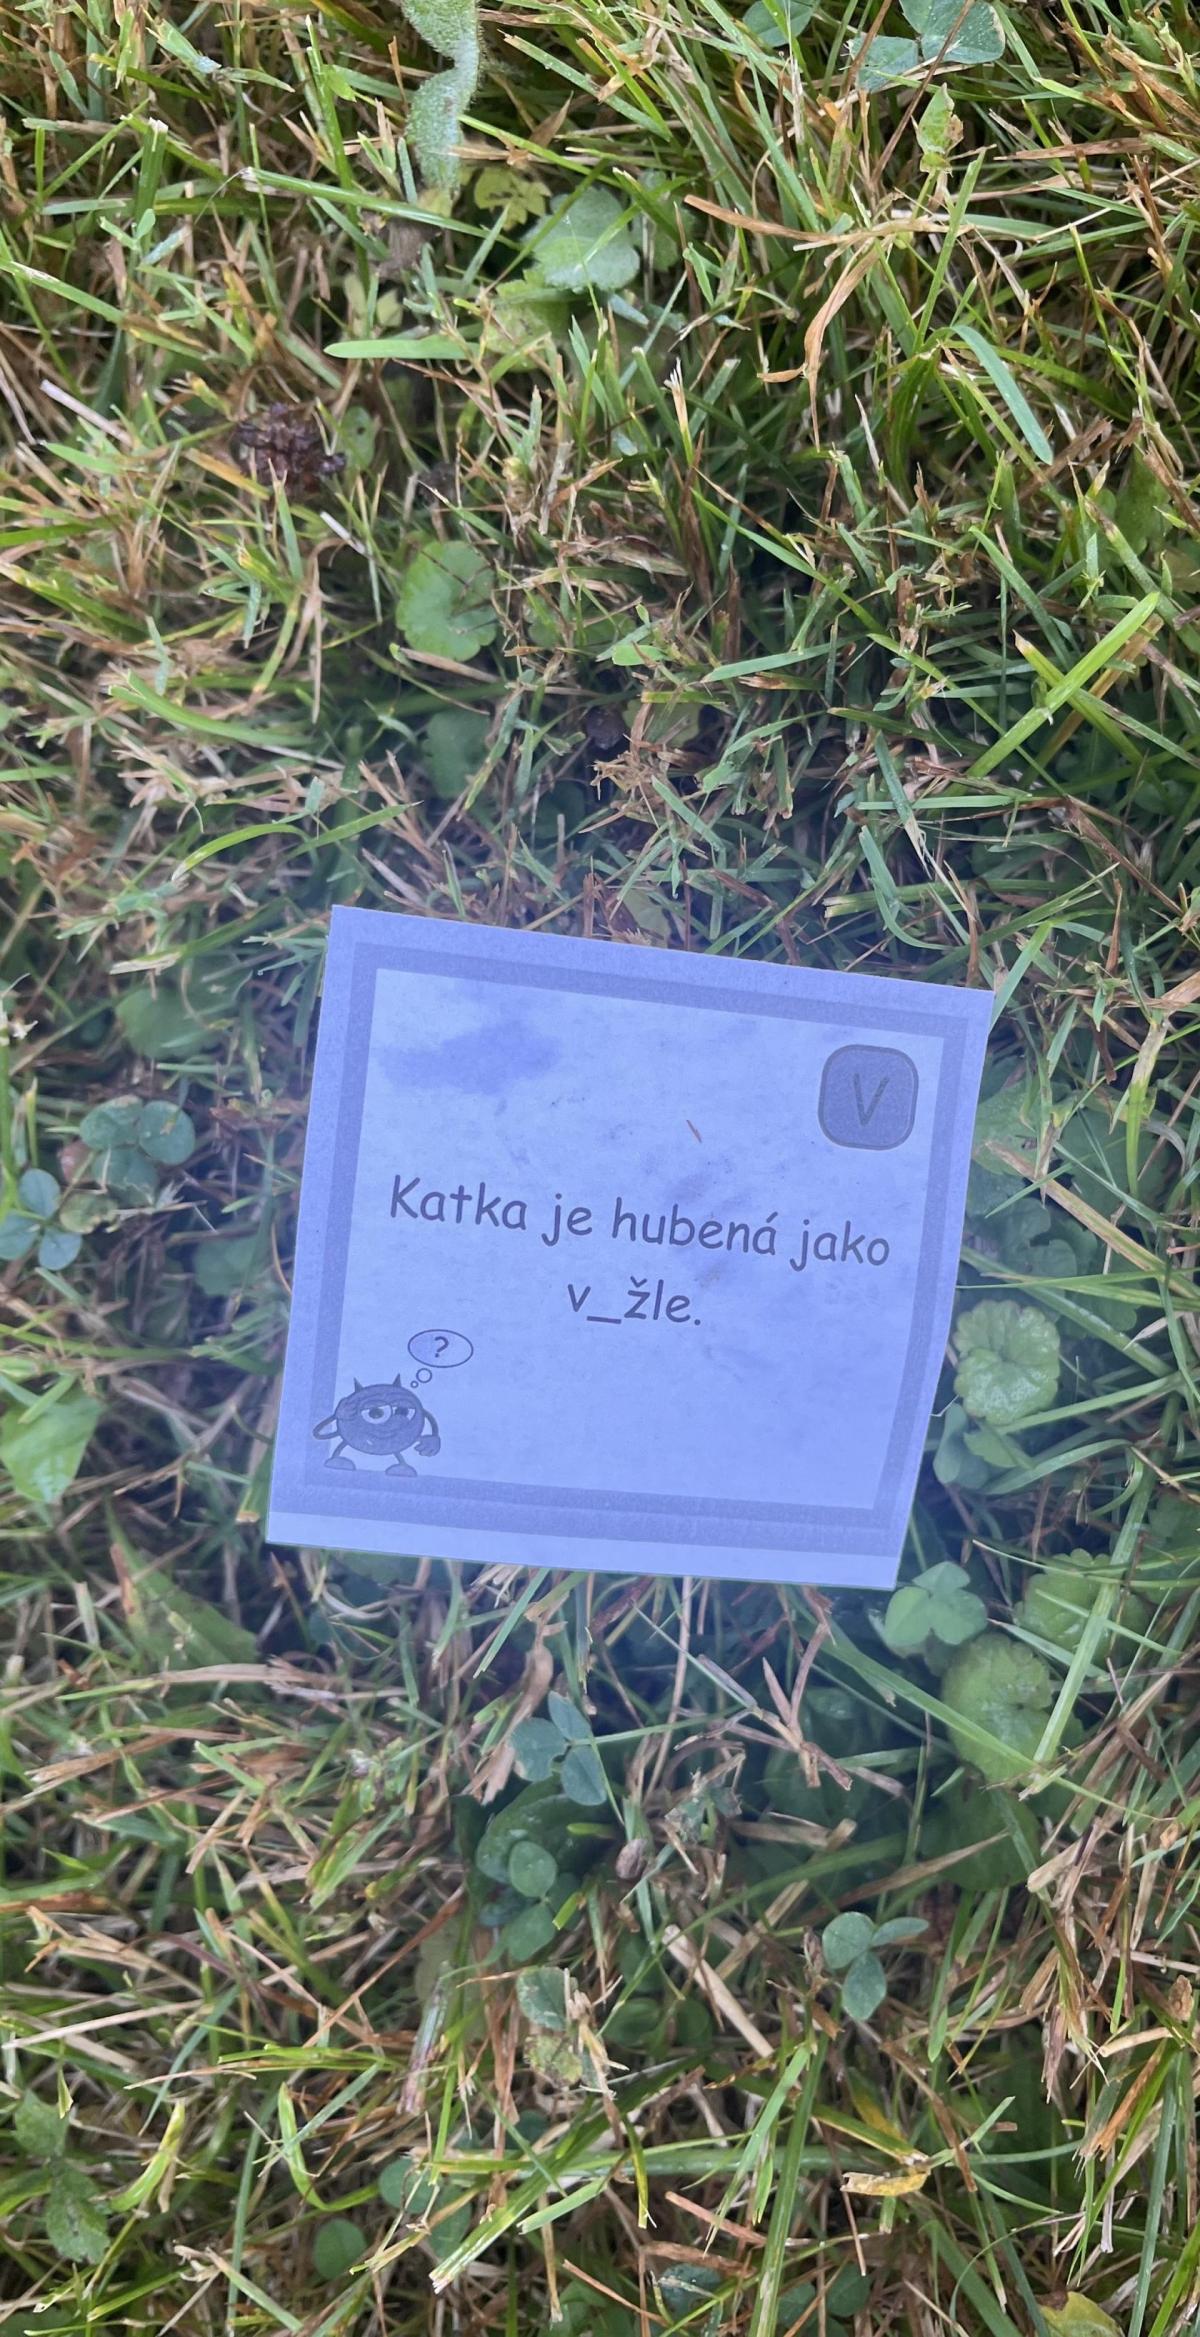 V
Katka je hubená jako
v_žle.
?